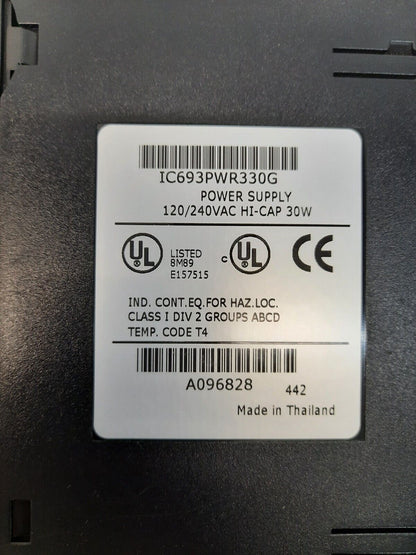 IC693PWR330G
POWER SUPPLY
120/240VAC HI-CAP 30W
UL LISTED 8M89 E157515 C UL CE
IND. CONT.EQ.FOR HAZ.LOC.
CLASS I DIV 2 GROUPS ABCD
TEMP. CODE T4
A096828 442
Made in Thailand